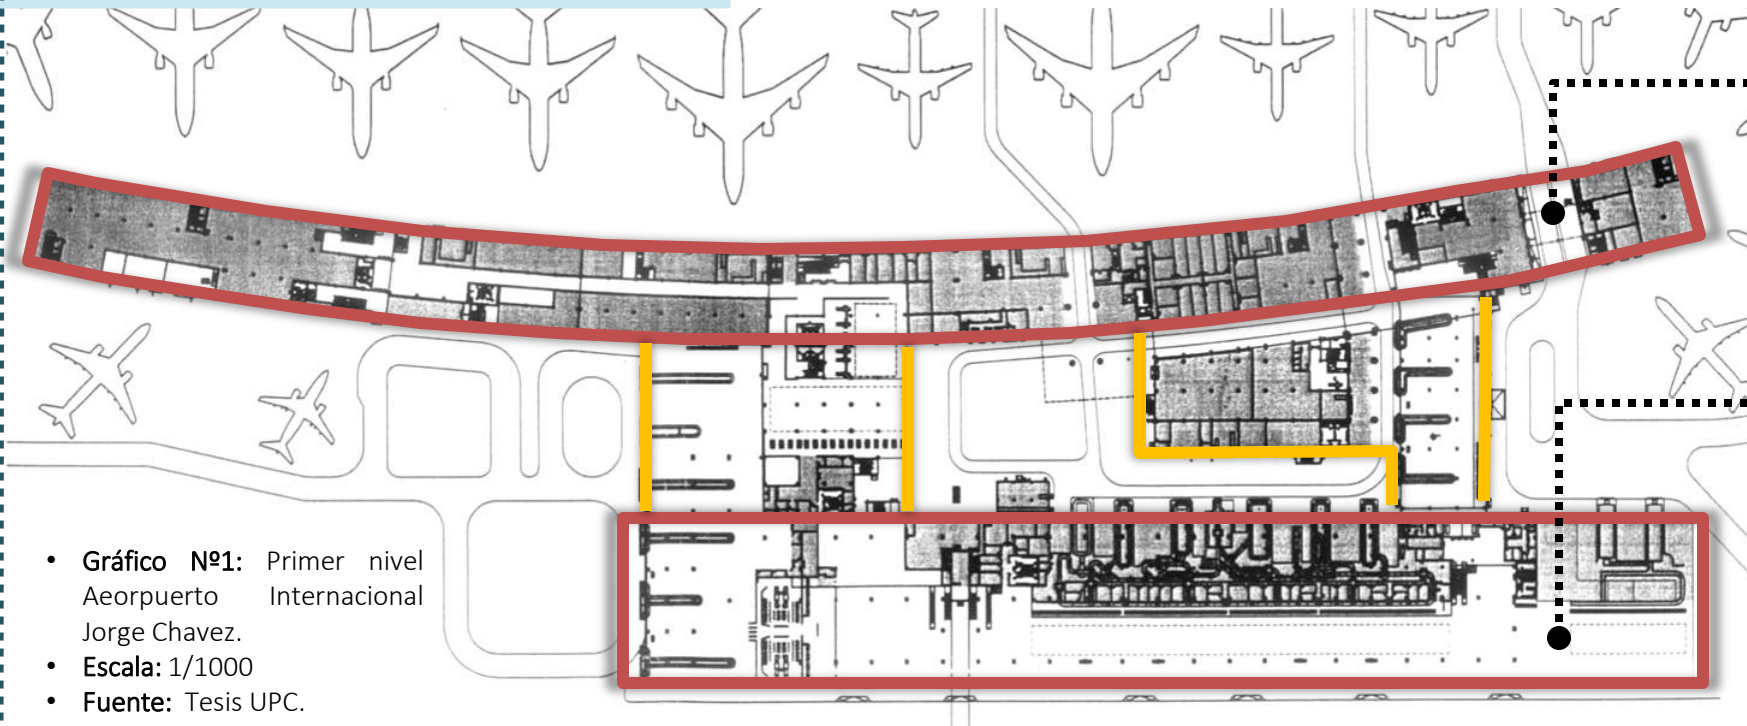 • Gráfico Nº1: Primer nivel
Aeorpuerto Internacional
Jorge Chavez.
• Escala: 1/1000
• Fuente: Tesis UPC.